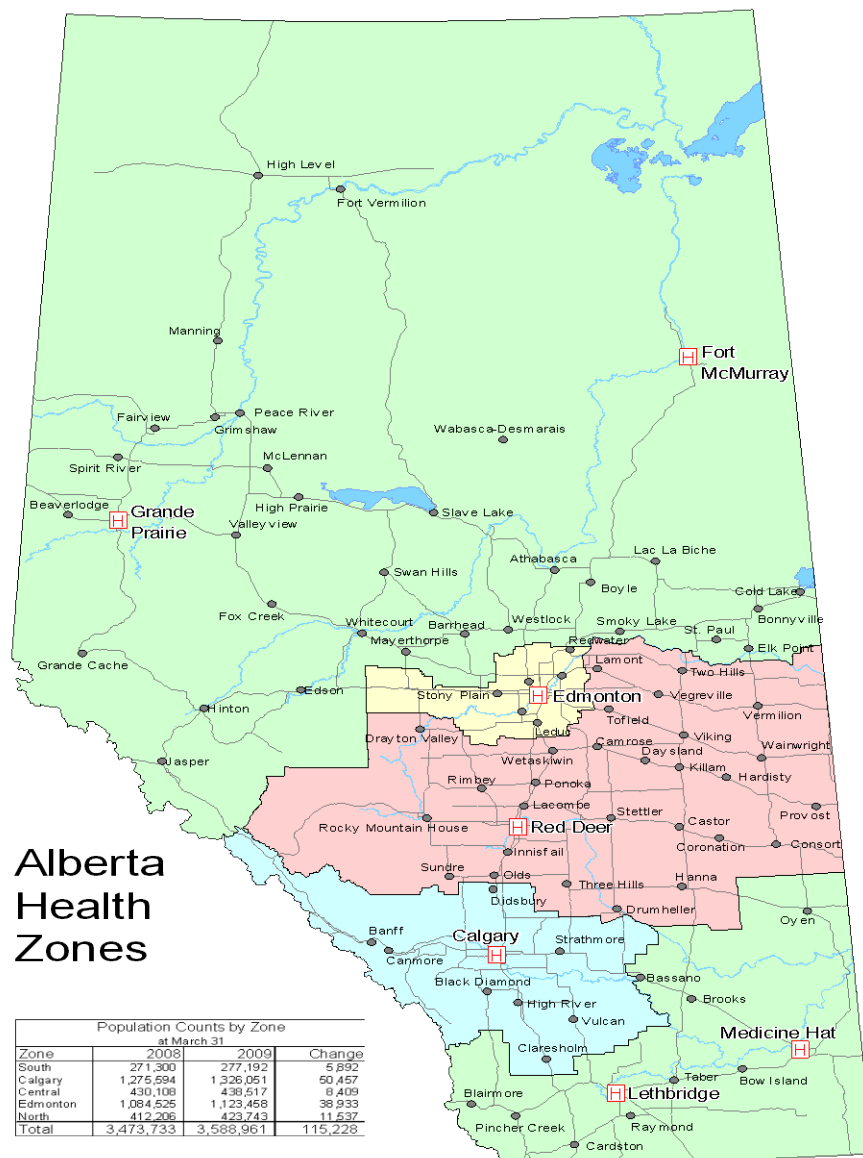 High Level
Fort Vermilion
Manning
Fort
McMurray
Fairview
Peace River
Grimshaw
Wabasca-Desmarais
Spirit River
McLennan
Beaverlodge
Grande
Prairie
High Prairie
Slave Lake
Valleyview
Athabasca
Lac La Biche
Swan Hills
Boyle
Cold Lake
Fox Creek
Bonnyville
Whitecourt
Barrhead
Westlock
Smoky Lake
St. Paul
Mayerthorpe
Redwater
Elk Point
Grande Cache
Lamont
Two Hills
Edson
Stony Plain
Edmonton
Vegreville
Hinton
Tofield
Vermilion
Drayton Valley
Leduc
Viking
Camrose
Wainwright
Jasper
Wetaskiwin
Daysland
Killam
Hardisty
Rimbey
Ponoka
Lacombe
Stettler
Provost
Rocky Mountain House
Red Deer
Castor
Coronation
Consort
Innisfail
Alberta
Health
Zones
Sundre
Olds
Three Hills
Hanna
Didsbury
Drumheller
Oyen
Banff
Calgary
Strathmore
Canmore
Bassano
Black Diamond
High River
Brooks
Vulcan
Medicine Hat
Claresholm
Taber
Bow Island
Blairmore
Lethbridge
Pincher Creek
Raymond
Cardston
Population Counts by Zone
at March 31
Zone 2008 2009 Change
South 271,300 277,192 5,892
Calgary 1,275,594 1,326,051 50,457
Central 430,108 438,517 8,409
Edmonton 1,084,525 1,123,458 38,933
North 412,206 423,743 11,537
Total 3,473,733 3,588,961 115,228
H
H
H
H
H
H
H